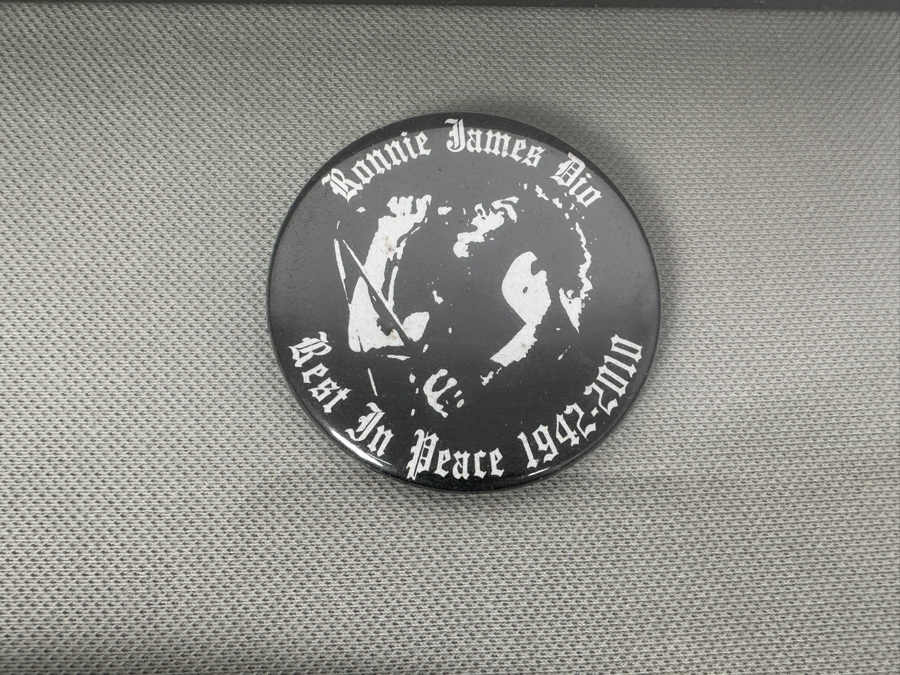 Ronnie James Dio
Rest In Peace 1942-2010